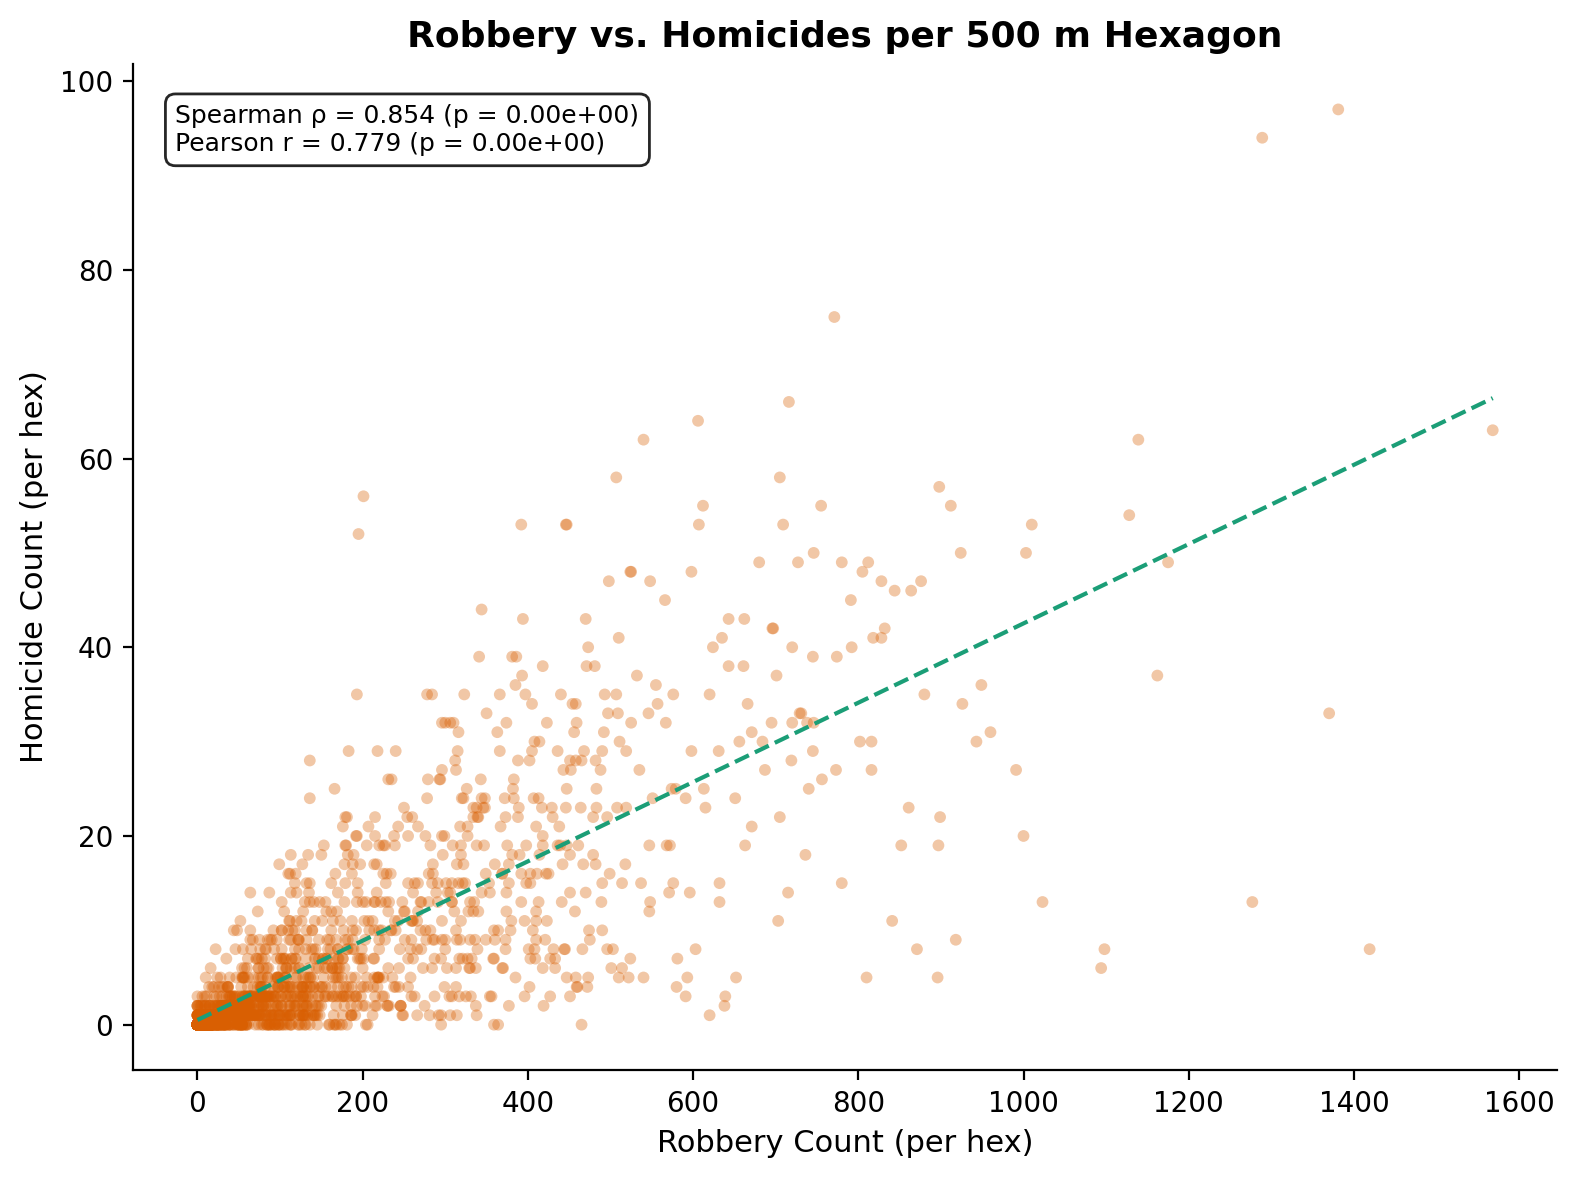 Robbery vs. Homicides per 500 m Hexagon
Spearman ρ = 0.854 (p = 0.00e+00)
Pearson r = 0.779 (p = 0.00e+00)
Homicide Count (per hex)
100
80
60
40
20
0
0 200 400 600 800 1000 1200 1400 1600
Robbery Count (per hex)